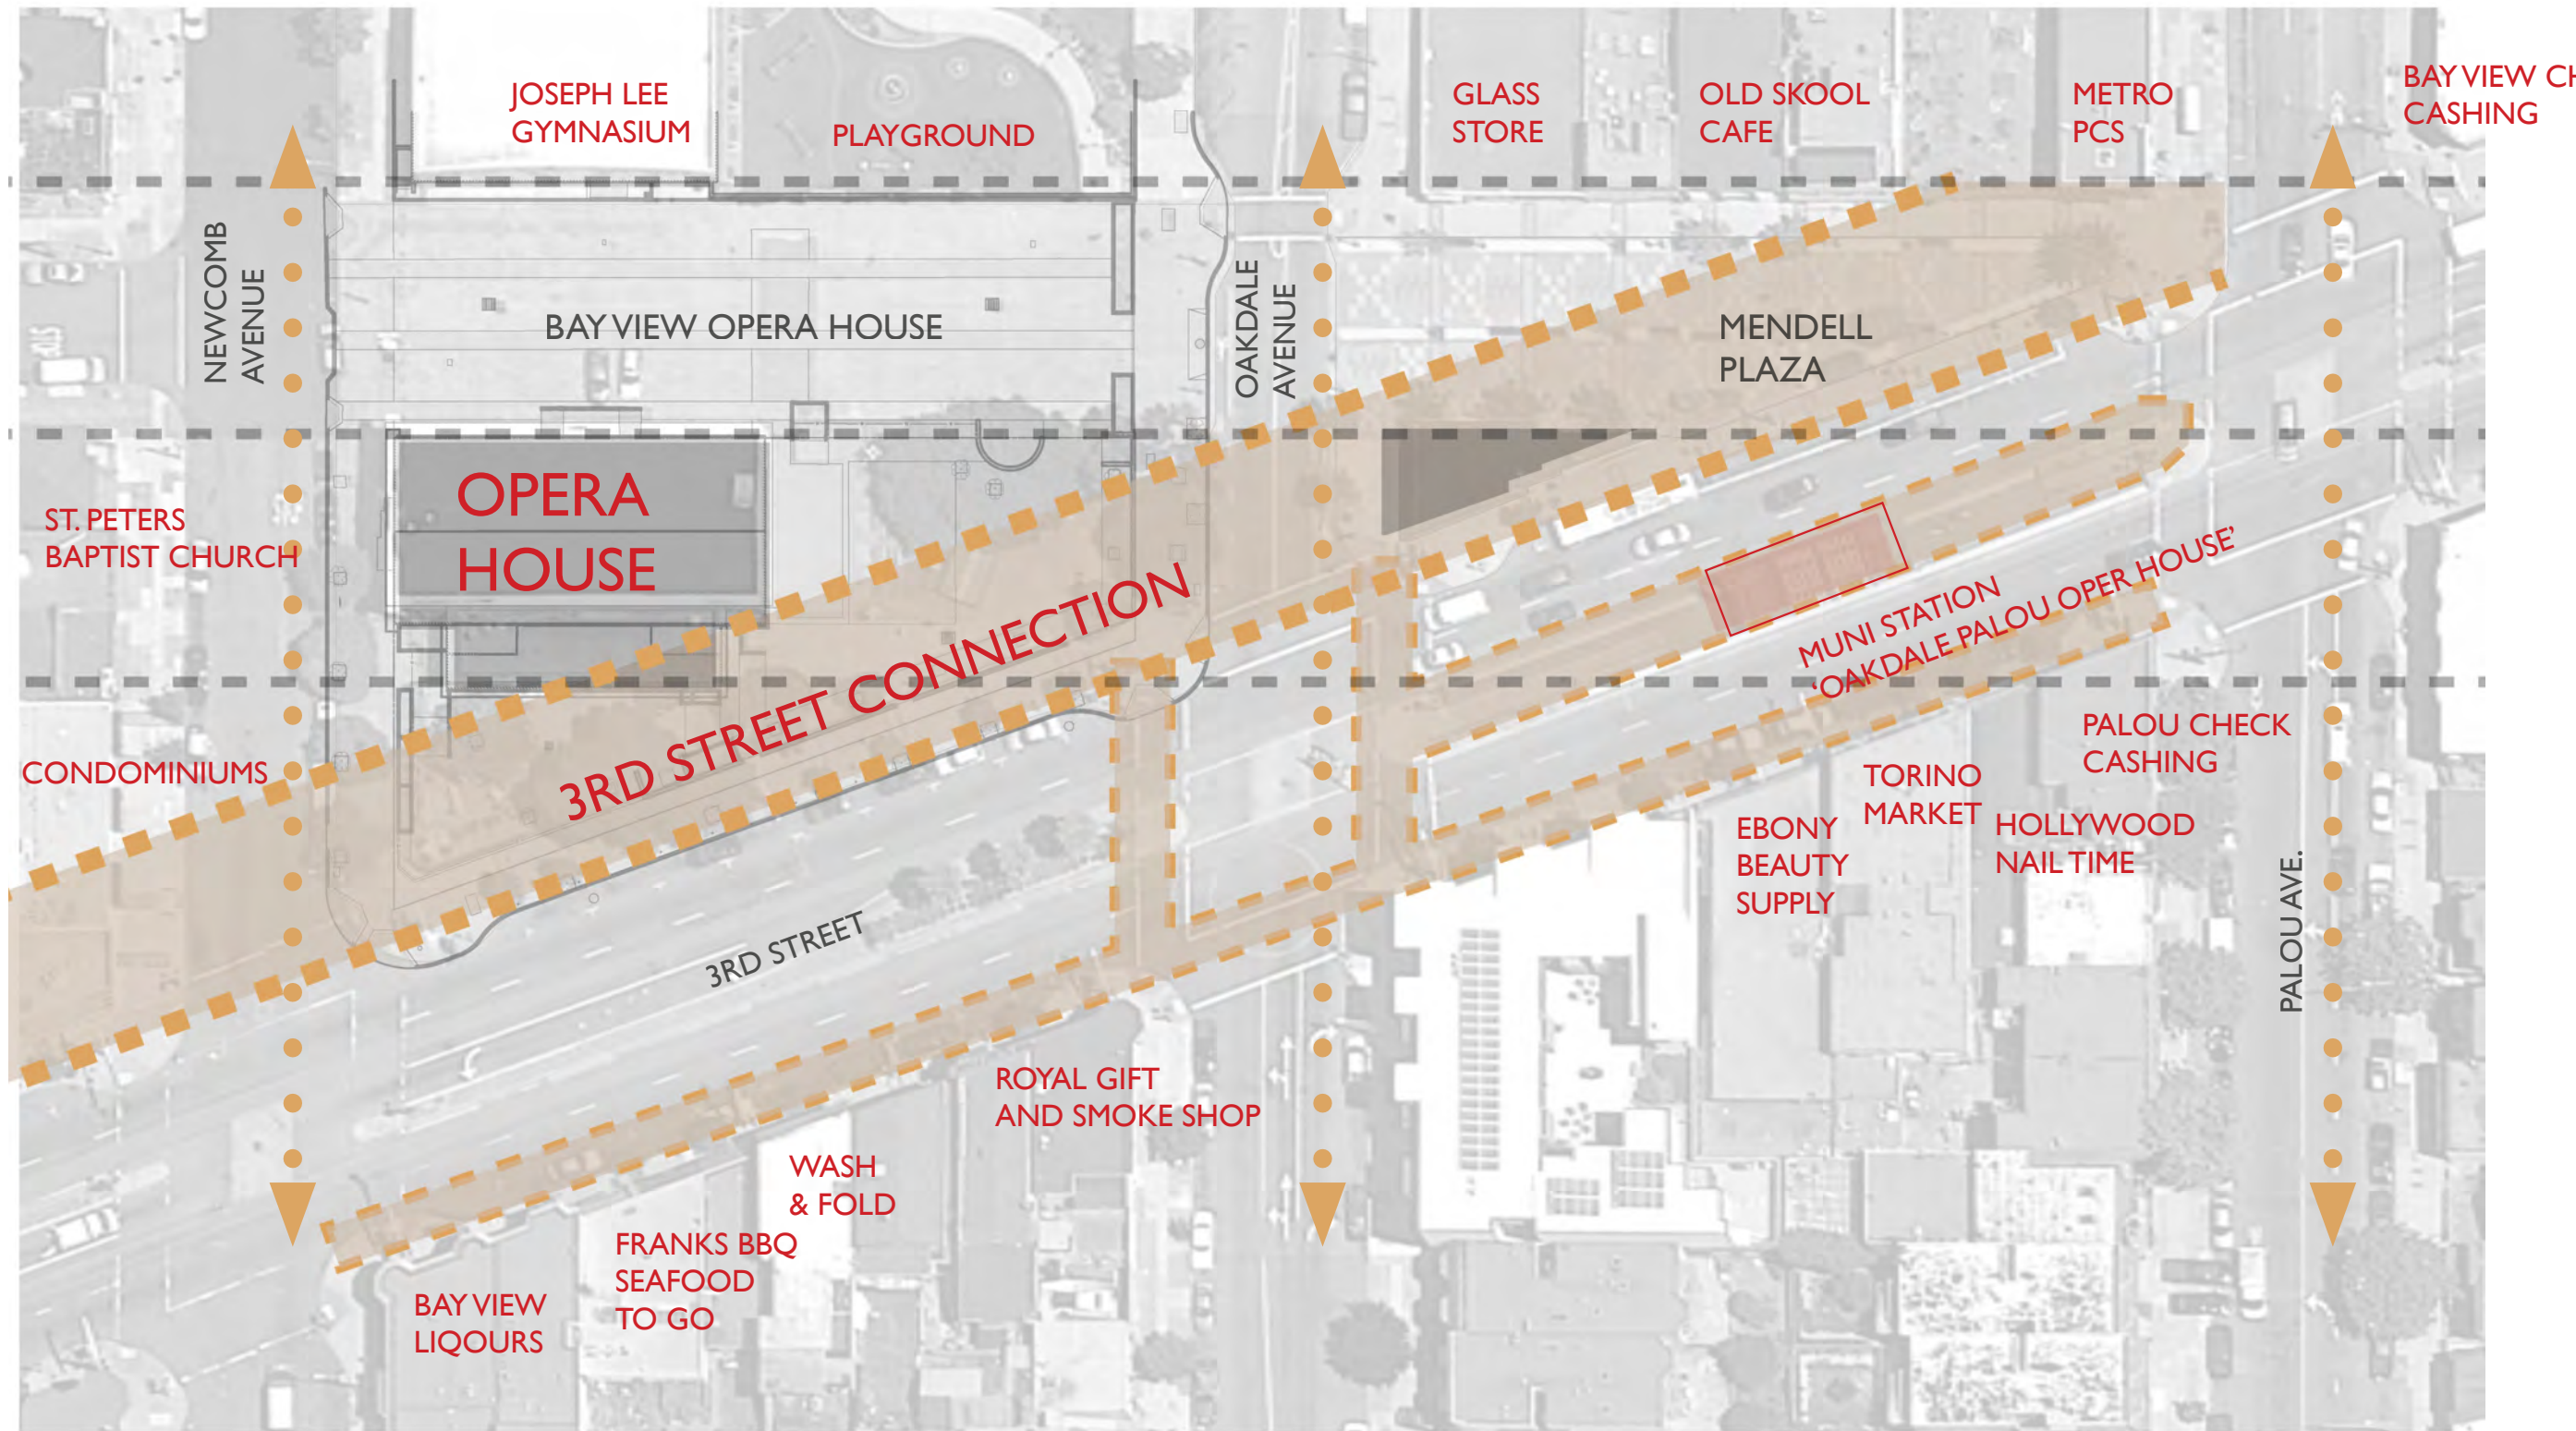 JOSEPH LEE
GYMNASIUM
PLAYGROUND
GLASS
STORE
OLD SKOOL
CAFE
METRO
PCS
BAY VIEW CH
CASHING
NEWCOMB
AVENUE
BAY VIEW OPERA HOUSE
OAKDALE
AVENUE
MENDELL
PLAZA
OPERA
HOUSE
ST. PETERS
BAPTIST CHURCH
3RD STREET CONNECTION
MUNI STATION
‘OAKDALE PALOU OPER HOUSE’
CONDOMINIUMS
PALOU CHECK
CASHING
TORINO
MARKET
EBONY
BEAUTY
SUPPLY
HOLLYWOOD
NAIL TIME
PALOU AVE.
3RD STREET
ROYAL GIFT
AND SMOKE SHOP
WASH
& FOLD
FRANKS BBQ
SEAFOOD
TO GO
BAY VIEW
LIQOURS